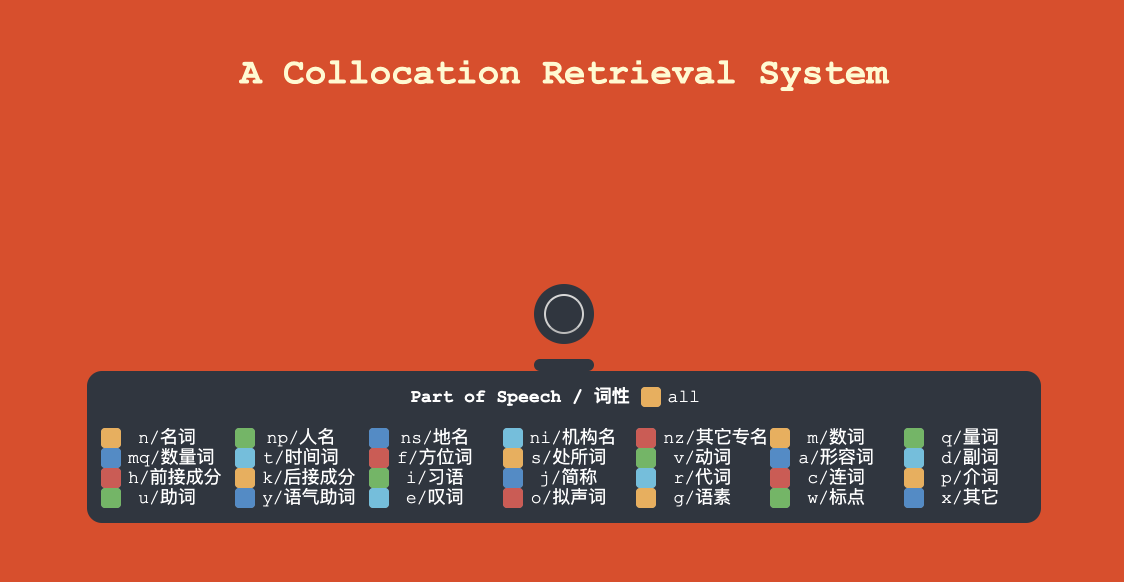 A Collocation Retrieval System
Part of Speech / 词性 all
n/名词 np/人名 ns/地名 ni/机构名 nz/其它专名 m/数词 q/量词
mq/数量词 t/时间词 f/方位词 s/处所词 v/动词 a/形容词 d/副词
h/前接成分 k/后接成分 i/习语 j/简称 r/代词 c/连词 p/介词
u/助词 y/语气助词 e/叹词 o/拟声词 g/语素 w/标点 x/其它